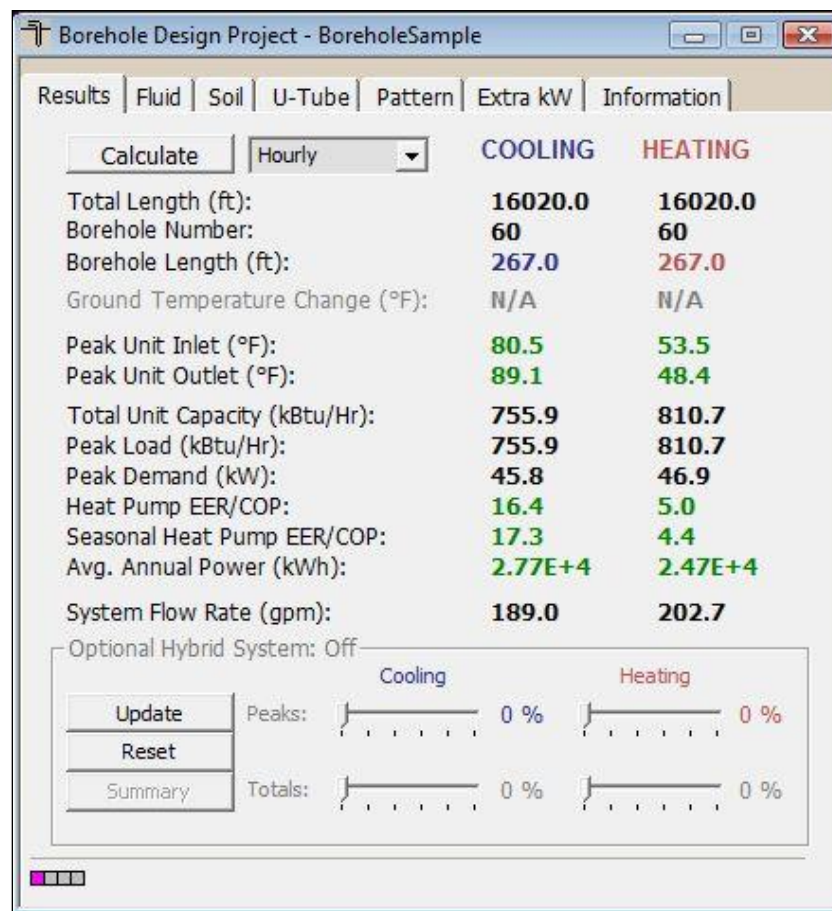 Borehole Design Project - BoreholeSample
Results Fluid Soil U-Tube Pattern Extra kW Information
Calculate Hourly COOLING HEATING
Total Length (ft): 16020.0 16020.0
Borehole Number: 60 60
Borehole Length (ft): 267.0 267.0
Ground Temperature Change (°F): N/A N/A
Peak Unit Inlet (°F): 80.5 53.5
Peak Unit Outlet (°F): 89.1 48.4
Total Unit Capacity (kBtu/Hr): 755.9 810.7
Peak Load (kBtu/Hr): 755.9 810.7
Peak Demand (kW): 45.8 46.9
Heat Pump EER/COP: 16.4 5.0
Seasonal Heat Pump EER/COP: 17.3 4.4
Avg. Annual Power (kWh): 2.77E+4 2.47E+4
System Flow Rate (gpm): 189.0 202.7
Optional Hybrid System: Off
Cooling Heating
Update Peaks: 0 % 0 %
Reset
Summary Totals: 0 % 0 %